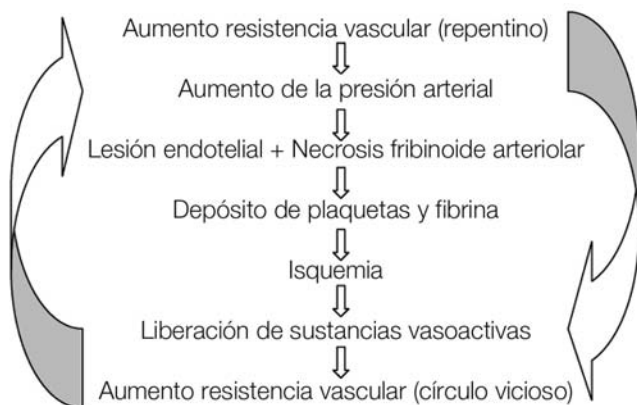 Aumento resistencia vascular (repentino)
Aumento de la presión arterial
Lesión endotelial + Necrosis fribinoide arteriolar
Depósito de plaquetas y fibrina
Isquemia
Liberación de sustancias vasoactivas
Aumento resistencia vascular (círculo vicioso)